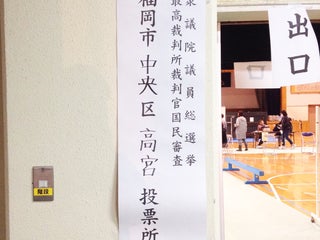 衆議院議員総選挙
最高裁判所裁判官国民審査
福岡市 中央区 高宮 投票所
出口